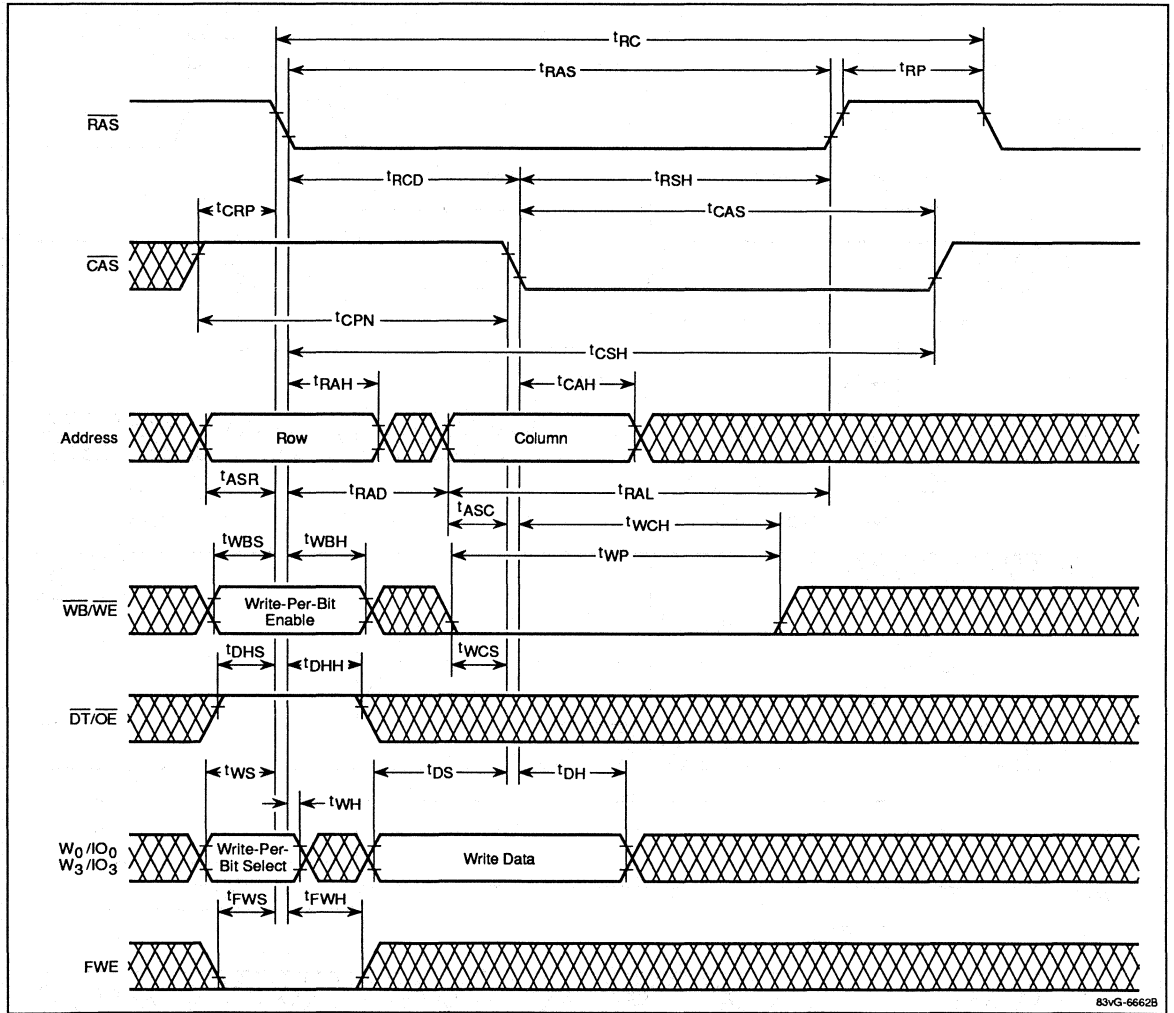 tRC
tRAS
tRP
RAS
tRCD
tRSH
tCRP
tCAS
CAS
tCPN
tCSH
tRAH
tCAH
Address
Row
Column
tASR
tRAD
tRAL
tASC
tWCH
tWBS
tWBH
tWP
WB/WE
Write-Per-Bit
Enable
tWCS
tDHS
tDHH
DT/OE
tWS
tDS
tDH
tWH
W0/IO0
W3/IO3
Write-Per-
Bit Select
Write Data
tFWS
tFWH
FWE
83vG-6662B